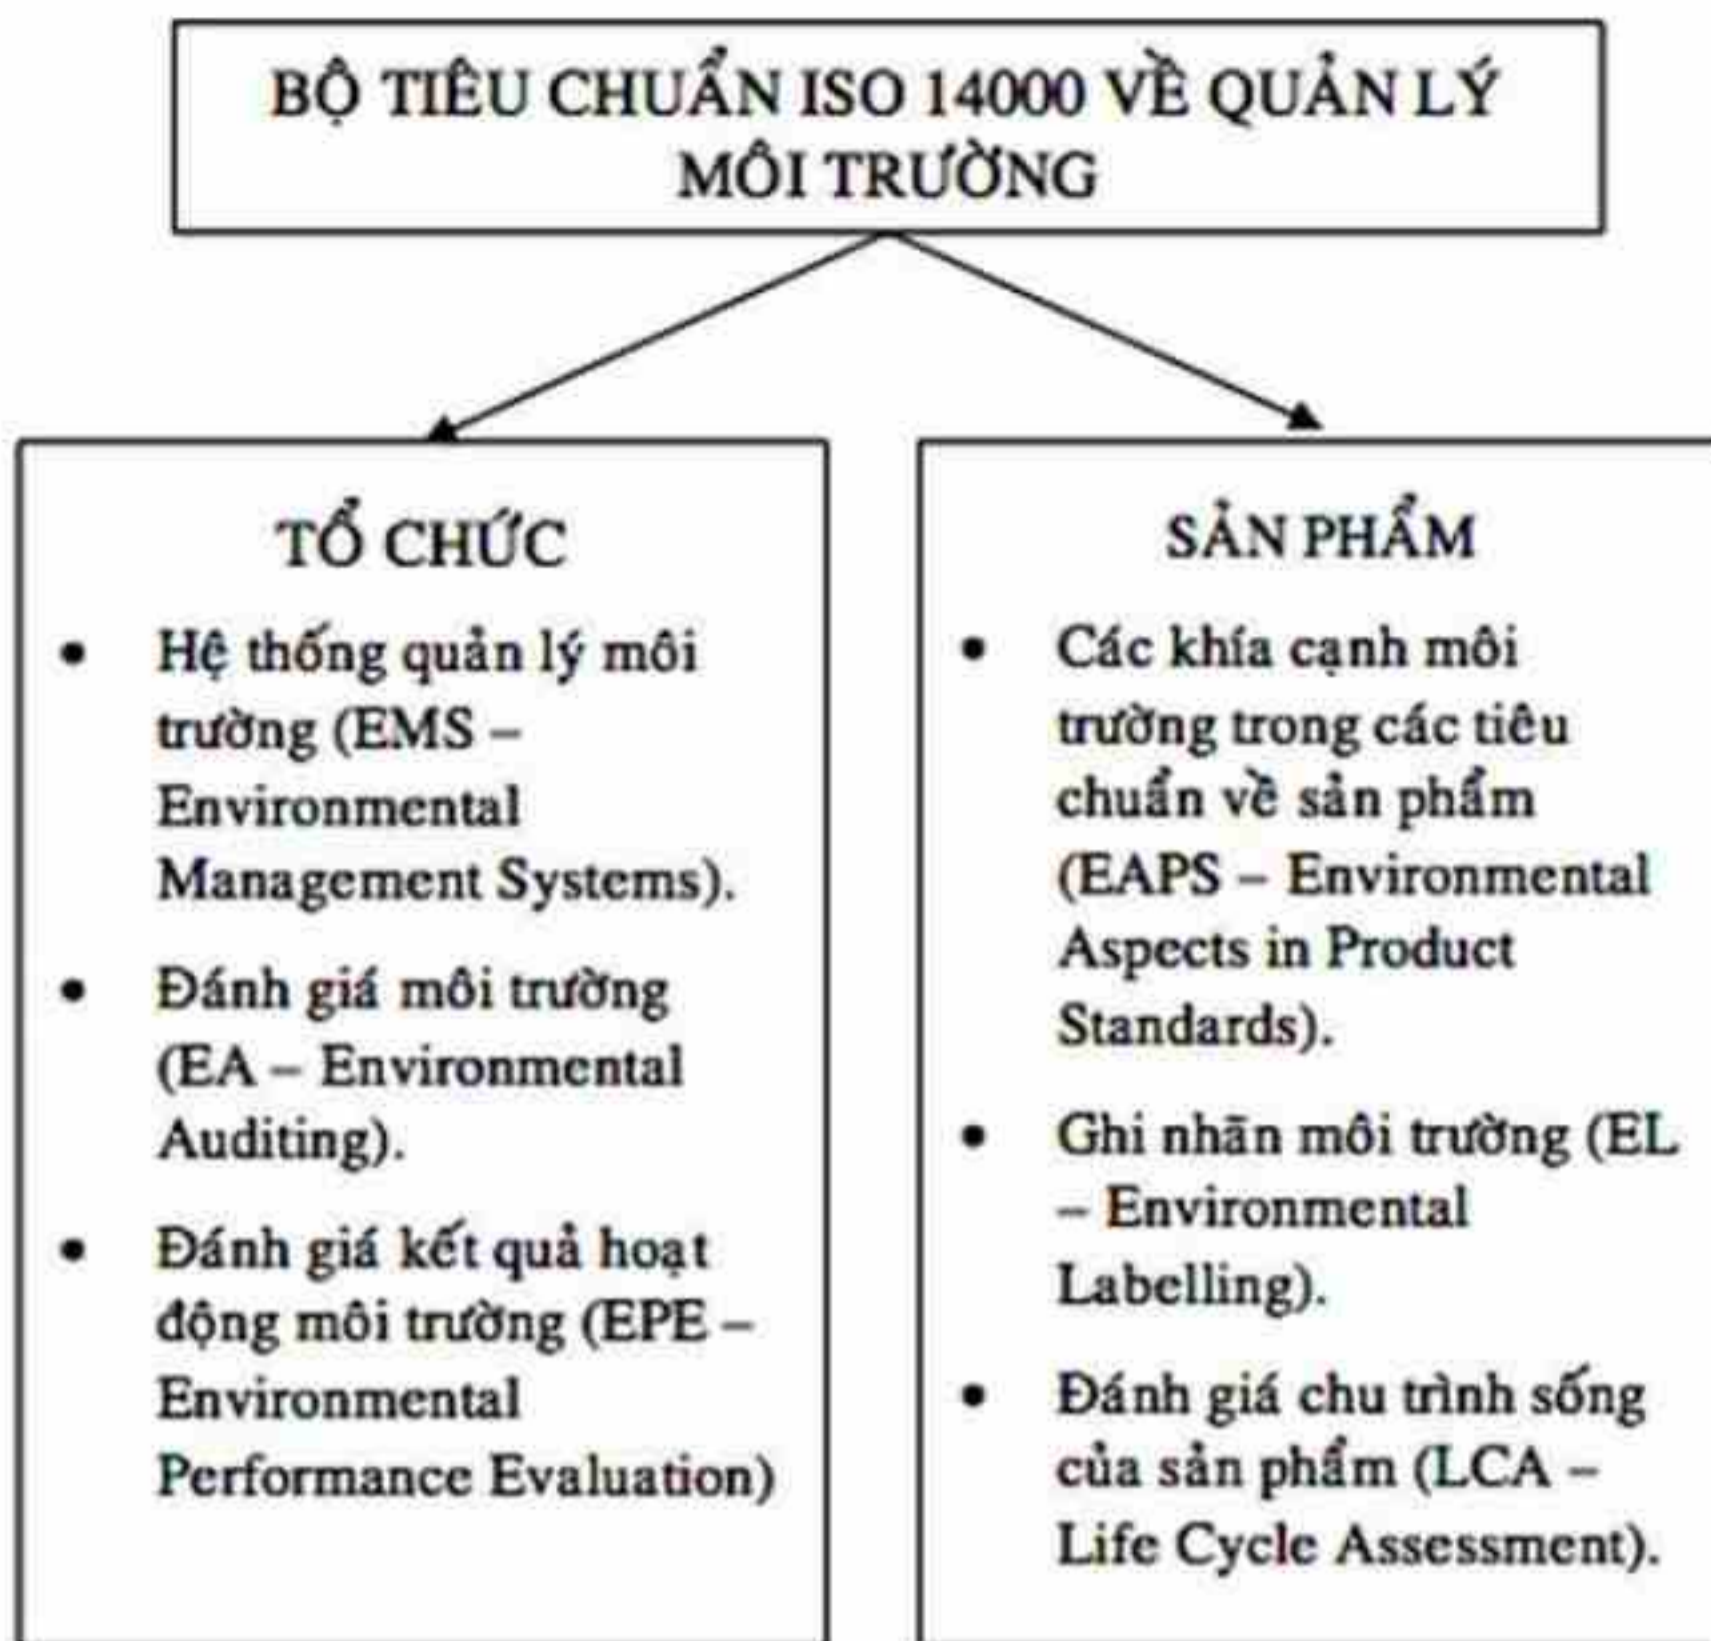 BỘ TIÊU CHUẨN ISO 14000 VỀ QUẢN LÝ
MÔI TRƯỜNG
TỔ CHỨC
• Hệ thống quản lý môi
trường (EMS –
Environmental
Management Systems).
• Đánh giá môi trường
(EA – Environmental
Auditing).
• Đánh giá kết quả hoạt
động môi trường (EPE –
Environmental
Performance Evaluation)
SẢN PHẨM
• Các khía cạnh môi
trường trong các tiêu
chuẩn về sản phẩm
(EAPS – Environmental
Aspects in Product
Standards).
• Ghi nhãn môi trường (EL
– Environmental
Labelling).
• Đánh giá chu trình sống
của sản phẩm (LCA –
Life Cycle Assessment).